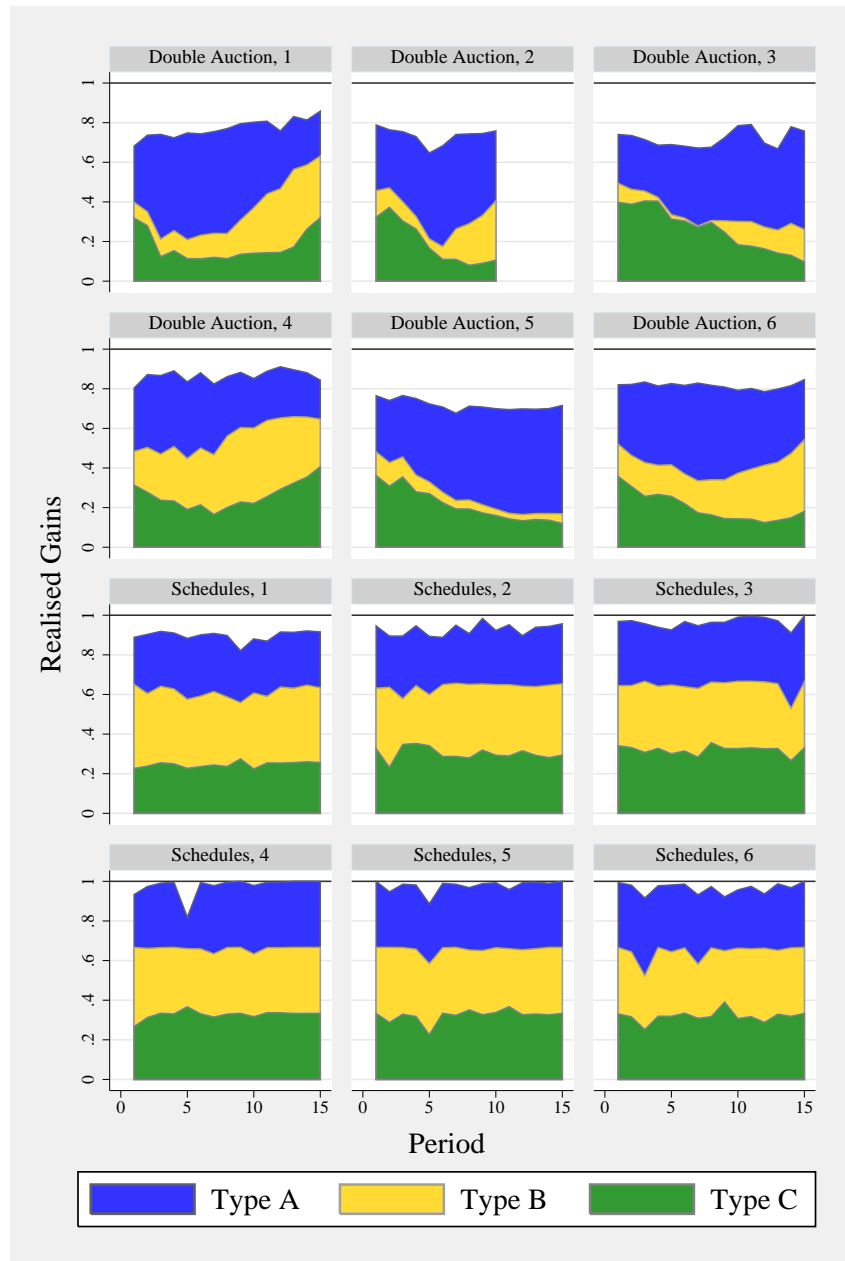 Double Auction, 1
Double Auction, 2
Double Auction, 3
1
.8
.6
.4
.2
0
Double Auction, 4
Double Auction, 5
Double Auction, 6
1
.8
.6
.4
.2
0
Realised Gains
Schedules, 1
Schedules, 2
Schedules, 3
1
.8
.6
.4
.2
0
Schedules, 4
Schedules, 5
Schedules, 6
1
.8
.6
.4
.2
0
0 5 10 15
0 5 10 15
0 5 10 15
Period
Type A
Type B
Type C